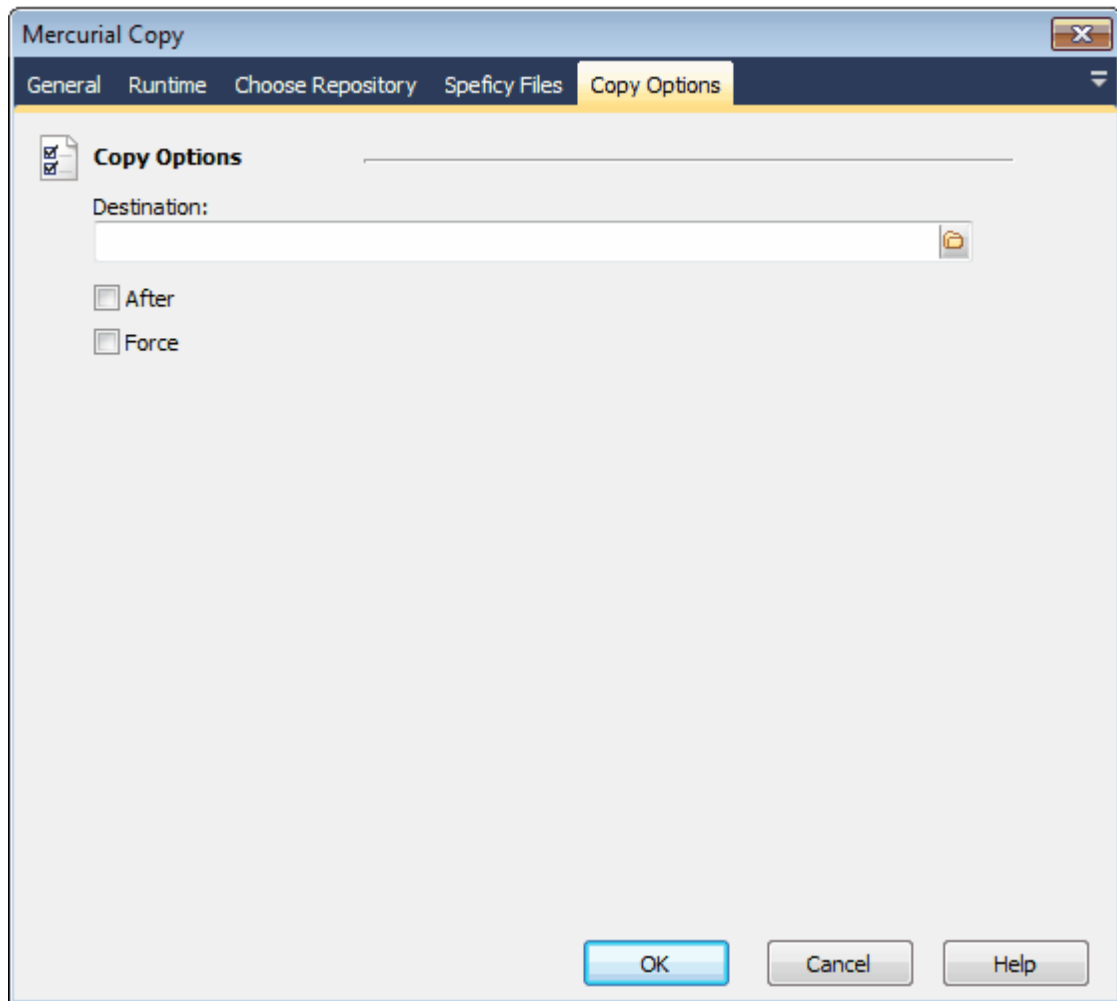 Mercurial Copy
General Runtime Choose Repository Speficy Files Copy Options
Copy Options
Destination:
After
Force
OK Cancel Help